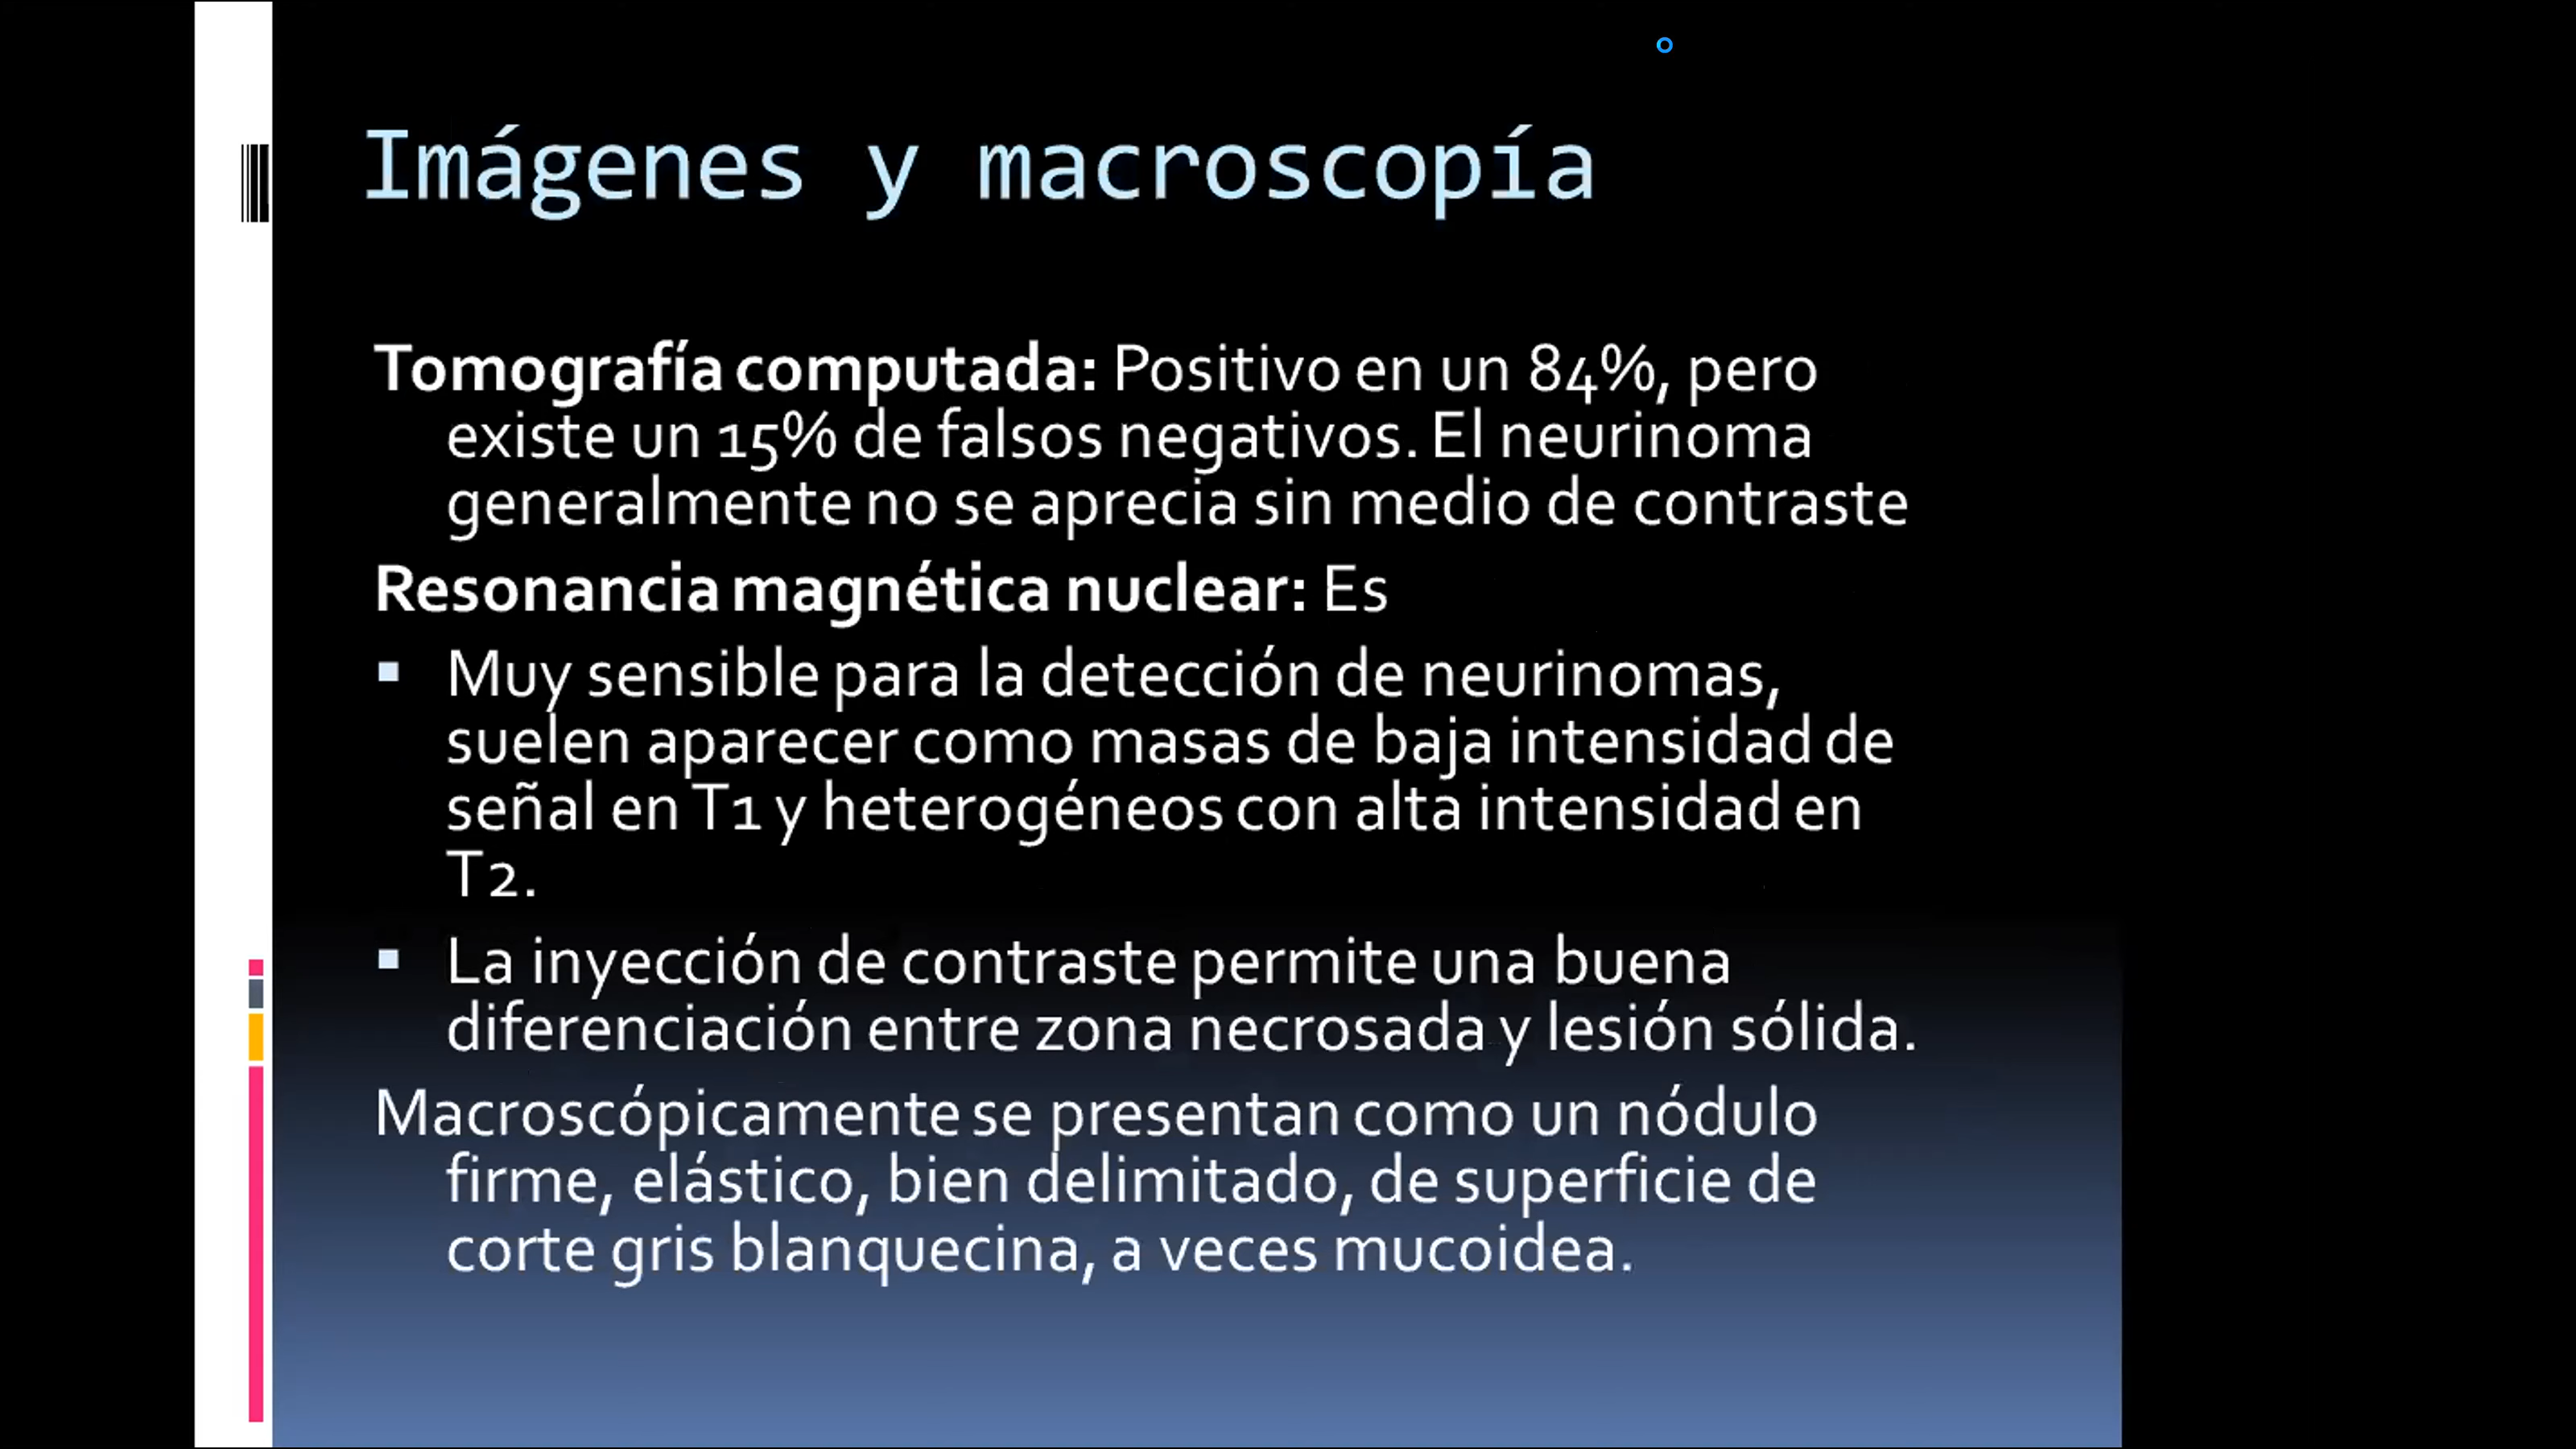 Imágenes y macroscopía
Tomografía computada: Positivo en un 84%, pero
existe un 15% de falsos negativos. El neurinoma
generalmente no se aprecia sin medio de contraste
Resonancia magnética nuclear: Es
▪ Muy sensible para la detección de neurinomas,
suelen aparecer como masas de baja intensidad de
señal en T1 y heterogéneos con alta intensidad en
T2.
▪ La inyección de contraste permite una buena
diferenciación entre zona necrosada y lesión sólida.
Macroscópicamente se presentan como un nódulo
firme, elástico, bien delimitado, de superficie de
corte gris blanquecina, a veces mucoidea.